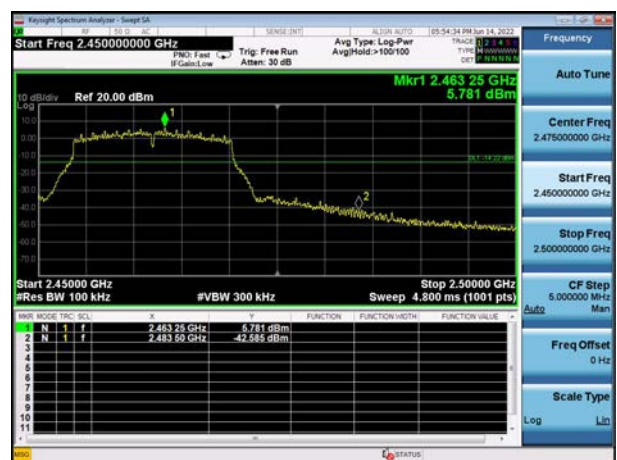 Keysight Spectrum Analyzer - Swept SA
RF 50 Ω AC SENSE:INT ALIGN AUTO 05:54:34 PM Jun 14, 2022
Start Freq 2.450000000 GHz
PNO: Fast
IFGain:Low
Trig: Free Run
Atten: 30 dB
Avg Type: Log-Pwr
Avg|Hold:>100/100
TRACE 1 2 3 4 5 6
TYPE M
DET P N N N N N
Mkr1 2.463 25 GHz
5.781 dBm
10 dB/div
Log
Ref 20.00 dBm
10.0
0.00
-10.0
-20.0
-30.0
-40.0
-50.0
-60.0
-70.0
1
2
DL1 -14.22 dBm
Start 2.45000 GHz
Stop 2.50000 GHz
#Res BW 100 kHz
#VBW 300 kHz
Sweep 4.800 ms (1001 pts)
MKR MODE TRC SCL X Y FUNCTION FUNCTION WIDTH FUNCTION VALUE
1 N 1 f 2.463 25 GHz 5.781 dBm
2 N 1 f 2.483 50 GHz -42.585 dBm
3
4
5
6
7
8
9
10
11
MSG
STATUS
Frequency
Auto Tune
Center Freq
2.475000000 GHz
Start Freq
2.450000000 GHz
Stop Freq
2.500000000 GHz
CF Step
5.000000 MHz
Auto Man
Freq Offset
0 Hz
Scale Type
Log Lin